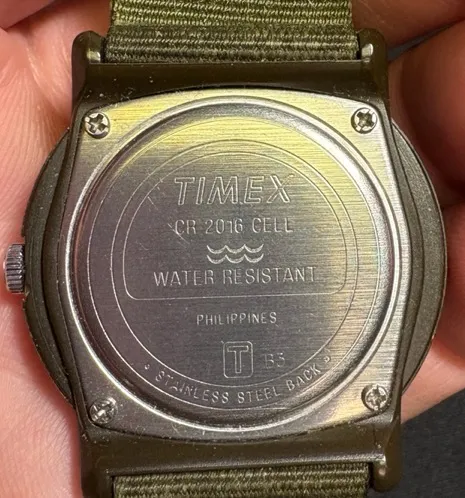 TIMEX
CR 2016 CELL
WATER RESISTANT
PHILIPPINES
T B3
• STAINLESS STEEL BACK •